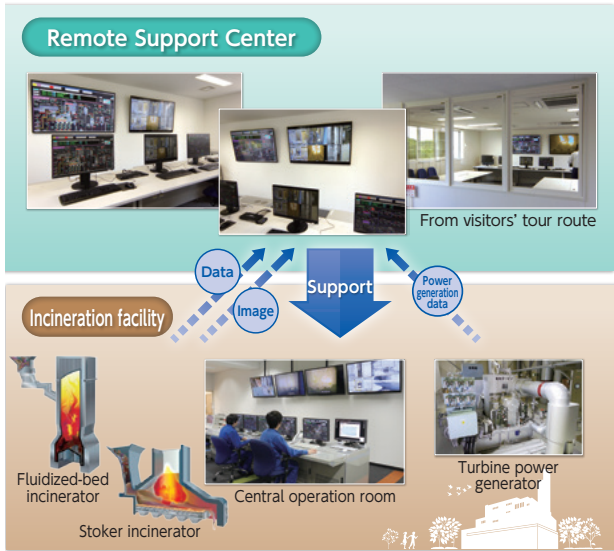 Remote Support Center
From visitors' tour route
Data
Image
Support
Power
generation
data
Incineration facility
Fluidized-bed
incinerator
Stoker incinerator
Central operation room
Turbine power
generator